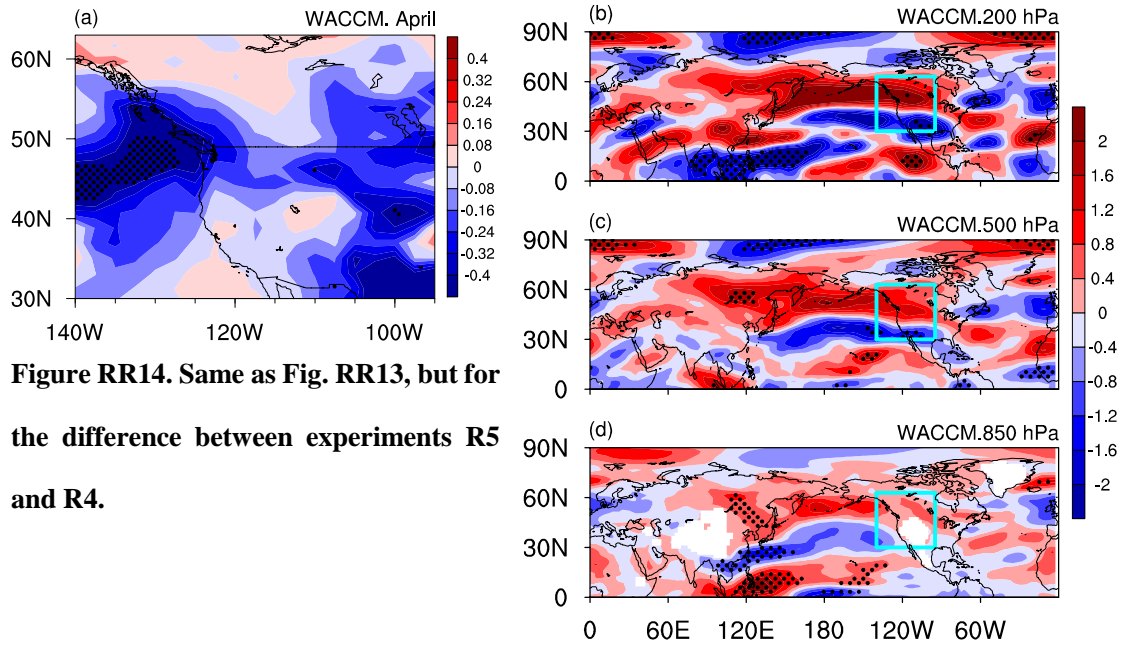 (a) WACCM. April
60N
50N
40N
30N
140W 120W 100W
0.4
0.32
0.24
0.16
0.08
0
-0.08
-0.16
-0.24
-0.32
-0.4
Figure RR14. Same as Fig. RR13, but for
the difference between experiments R5
and R4.
(b) WACCM.200 hPa
90N
60N
30N
0
(c) WACCM.500 hPa
90N
60N
30N
0
(d) WACCM.850 hPa
90N
60N
30N
0
0 60E 120E 180 120W 60W
2
1.6
1.2
0.8
0.4
0
-0.4
-0.8
-1.2
-1.6
-2